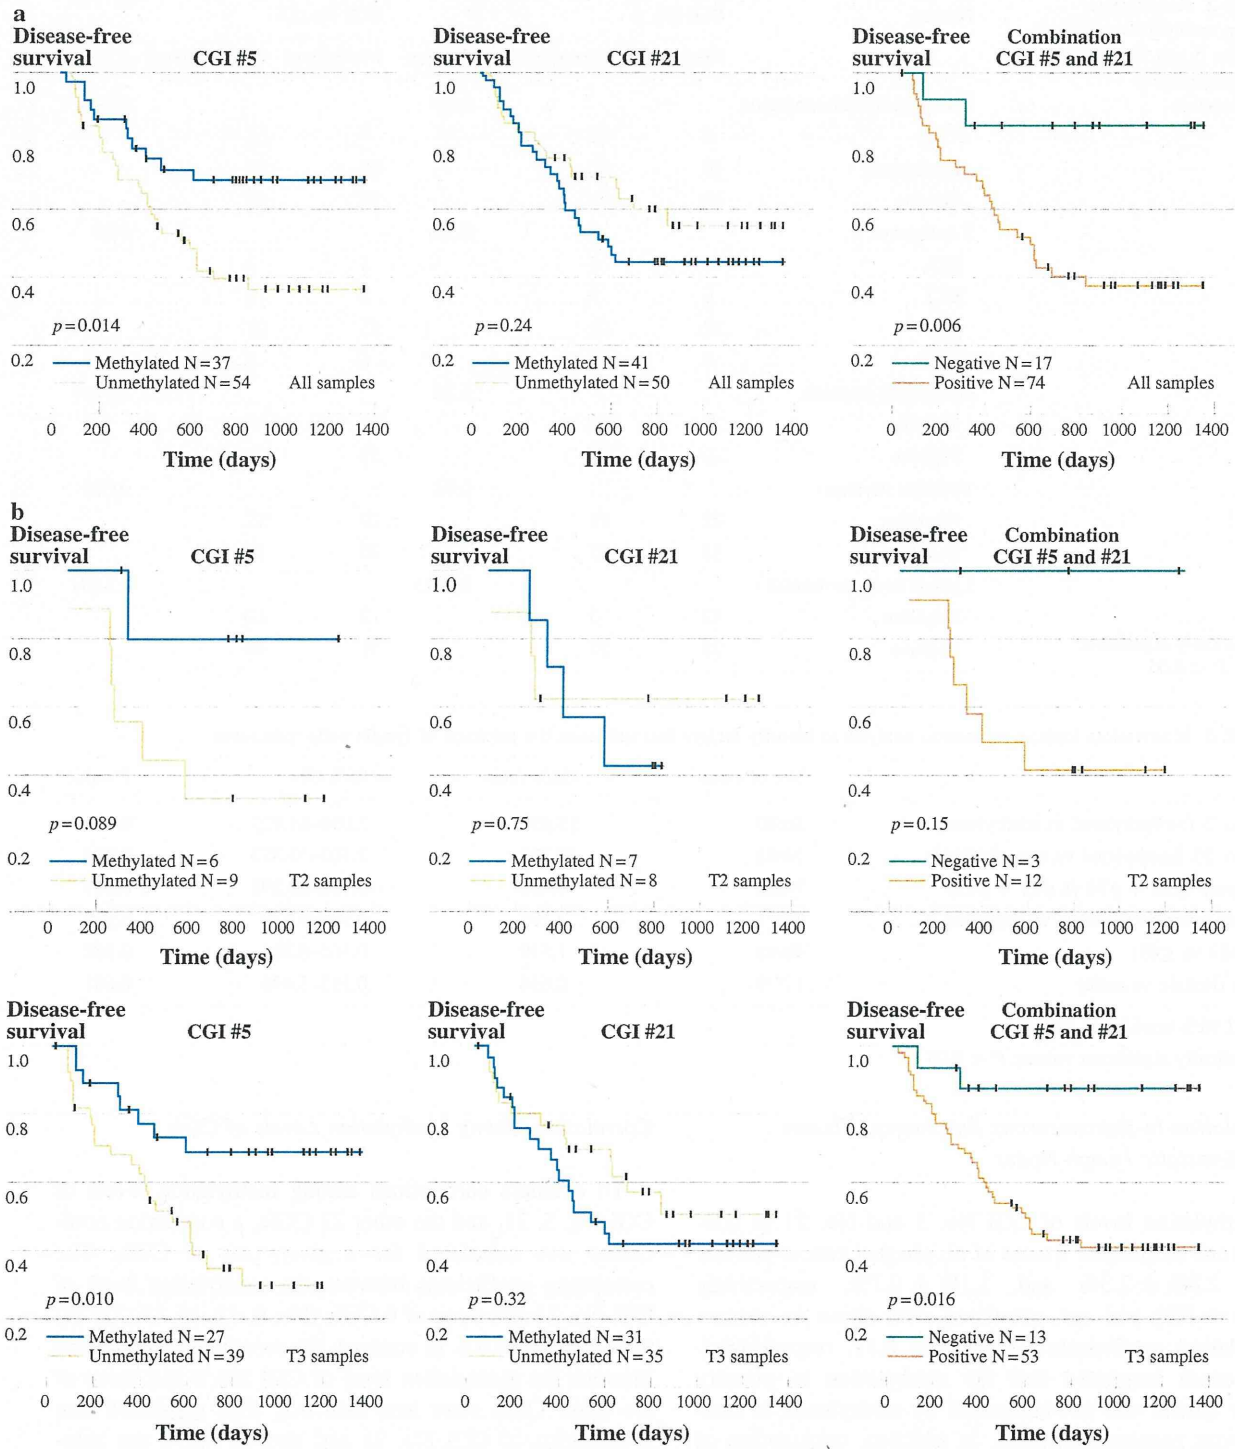 a
Disease-free
survival
CGI #5
1.0
0.8
0.6
0.4
0.2
p=0.014
Methylated N=37
Unmethylated N=54
All samples
0 200 400 600 800 1000 1200 1400
Time (days)
Disease-free
survival
CGI #21
1.0
0.8
0.6
0.4
0.2
p=0.24
Methylated N=41
Unmethylated N=50
All samples
0 200 400 600 800 1000 1200 1400
Time (days)
Disease-free
survival
Combination
CGI #5 and #21
1.0
0.8
0.6
0.4
0.2
p=0.006
Negative N=17
Positive N=74
All samples
0 200 400 600 800 1000 1200 1400
Time (days)
b
Disease-free
survival
CGI #5
1.0
0.8
0.6
0.4
0.2
p=0.089
Methylated N=6
Unmethylated N=9
T2 samples
0 200 400 600 800 1000 1200 1400
Time (days)
Disease-free
survival
CGI #21
1.0
0.8
0.6
0.4
0.2
p=0.75
Methylated N=7
Unmethylated N=8
T2 samples
0 200 400 600 800 1000 1200 1400
Time (days)
Disease-free
survival
Combination
CGI #5 and #21
1.0
0.8
0.6
0.4
0.2
p=0.15
Negative N=3
Positive N=12
T2 samples
0 200 400 600 800 1000 1200 1400
Time (days)
Disease-free
survival
CGI #5
1.0
0.8
0.6
0.4
0.2
p=0.010
Methylated N=27
Unmethylated N=39
T3 samples
0 200 400 600 800 1000 1200 1400
Time (days)
Disease-free
survival
CGI #21
1.0
0.8
0.6
0.4
0.2
p=0.32
Methylated N=31
Unmethylated N=35
T3 samples
0 200 400 600 800 1000 1200 1400
Time (days)
Disease-free
survival
Combination
CGI #5 and #21
1.0
0.8
0.6
0.4
0.2
p=0.016
Negative N=13
Positive N=53
T3 samples
0 200 400 600 800 1000 1200 1400
Time (days)